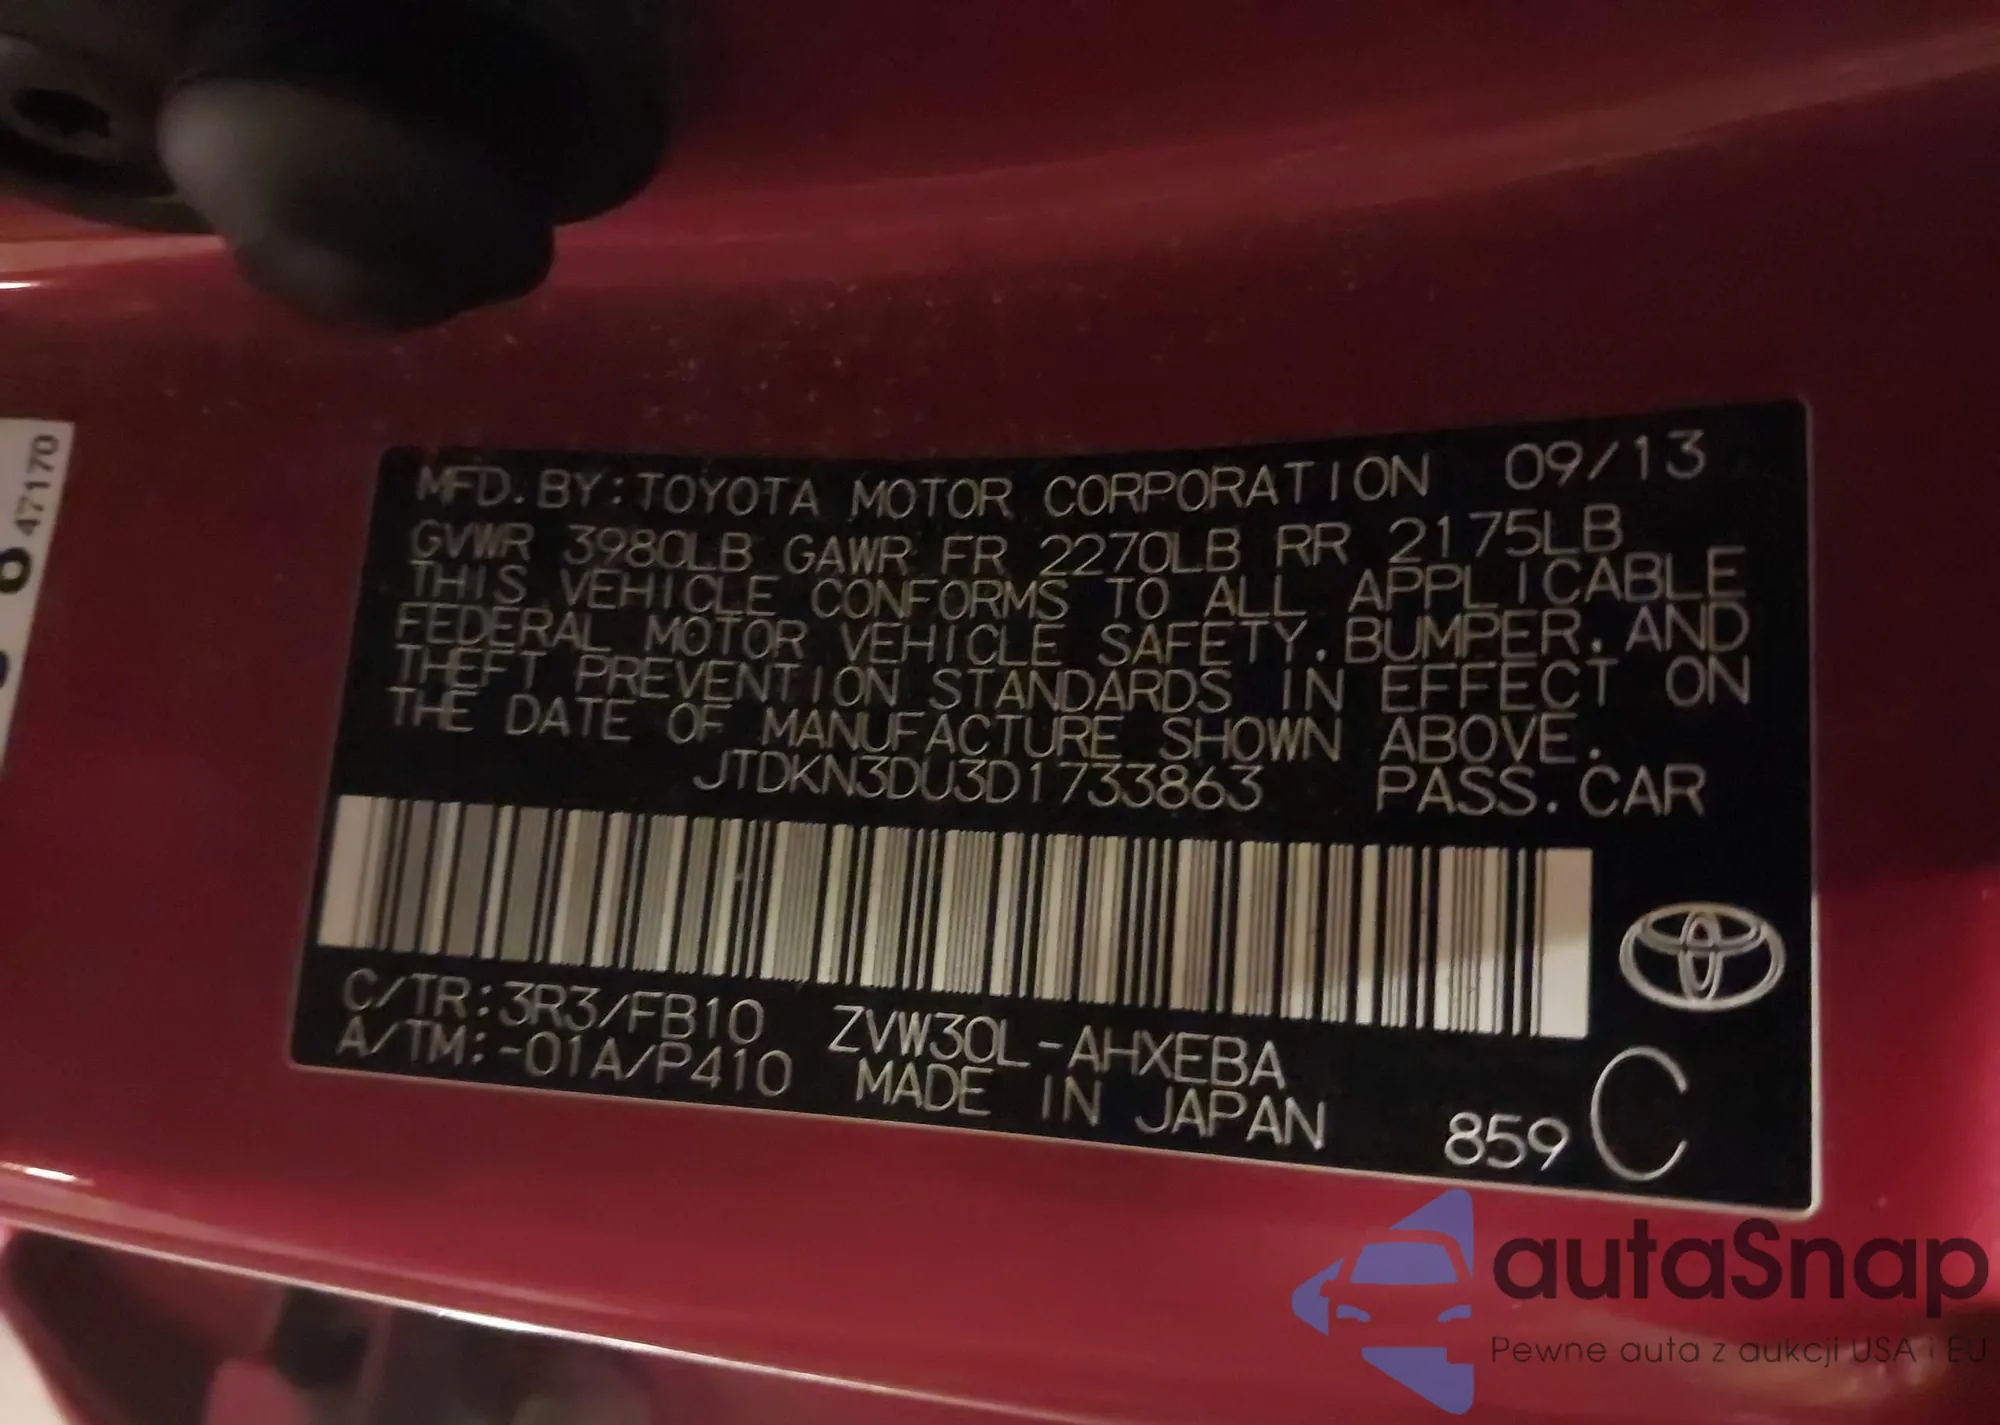 MFD. BY: TOYOTA MOTOR CORPORATION 09/13
GVWR 3980LB GAWR FR 2270LB RR 2175LB
THIS VEHICLE CONFORMS TO ALL APPLICABLE
FEDERAL MOTOR VEHICLE SAFETY, BUMPER, AND
THEFT PREVENTION STANDARDS IN EFFECT ON
THE DATE OF MANUFACTURE SHOWN ABOVE.
JTDKN3DU3D1733863 PASS. CAR
C/TR: 3R3/FB10 ZVW30L-AHXEBA
A/TM: -01A/P410 MADE IN JAPAN 859 C
47170
autaSnap
Pewne auta z aukcji USA i EU